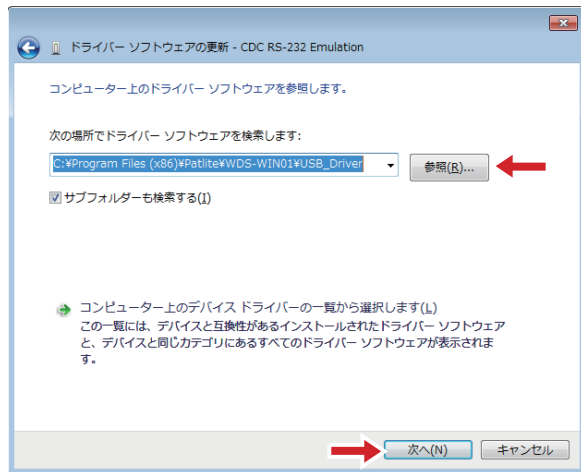 ドライバー ソフトウェアの更新 - CDC RS-232 Emulation
コンピューター上のドライバー ソフトウェアを参照します。
次の場所でドライバー ソフトウェアを検索します:
C:¥Program Files (x86)¥Patlite¥WDS-WIN01¥USB_Driver
参照(R)...
サブフォルダーも検索する(I)
コンピューター上のデバイス ドライバーの一覧から選択します(L)
この一覧には、デバイスと互換性があるインストールされたドライバー ソフトウェア
と、デバイスと同じカテゴリにあるすべてのドライバー ソフトウェアが表示されま
す。
次へ(N)
キャンセル